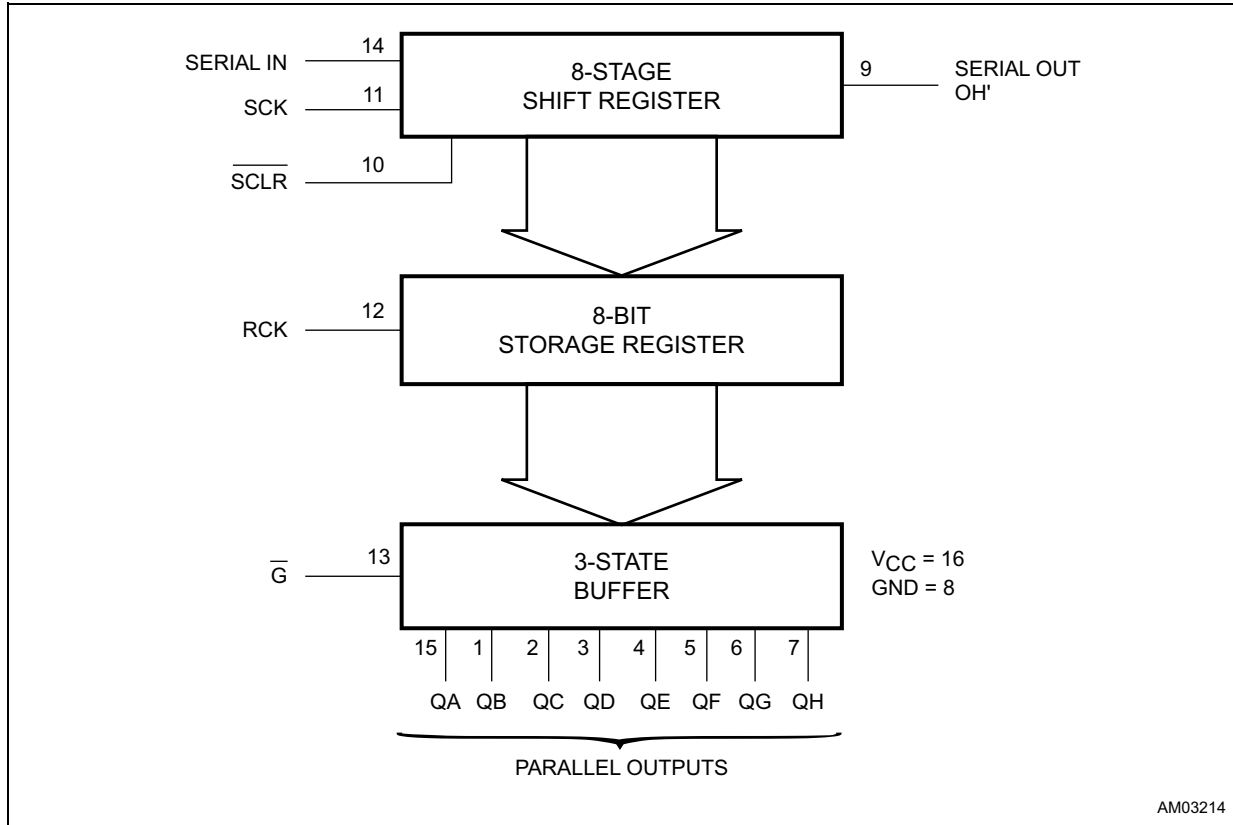 14
SERIAL IN
8-STAGE
SHIFT REGISTER
9
SERIAL OUT
OH'
11
SCK
10
SCLR
12
RCK
8-BIT
STORAGE REGISTER
13
G
3-STATE
BUFFER
VCC = 16
GND = 8
15 1 2 3 4 5 6 7
QA QB QC QD QE QF QG QH
PARALLEL OUTPUTS
AM03214